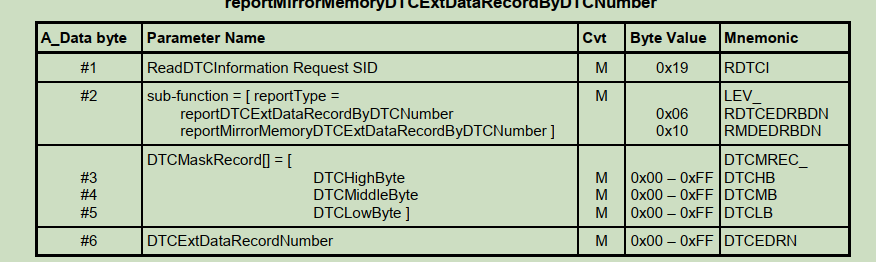 reportMirrorMemoryDTCExtDataRecordByDTCNumber
A_Data byte Parameter Name Cvt Byte Value Mnemonic
#1 ReadDTCInformation Request SID M 0x19 RDTCI
#2 sub-function = [ reportType = M LEV_
reportDTCExtDataRecordByDTCNumber 0x06 RDTCEDRBDN
reportMirrorMemoryDTCExtDataRecordByDTCNumber ] 0x10 RMDEDRBDN
DTCMaskRecord[] = [ DTCMREC_
#3 DTCHighByte M 0x00 – 0xFF DTCHB
#4 DTCMiddleByte M 0x00 – 0xFF DTCMB
#5 DTCLowByte ] M 0x00 – 0xFF DTCLB
#6 DTCExtDataRecordNumber M 0x00 – 0xFF DTCEDRN